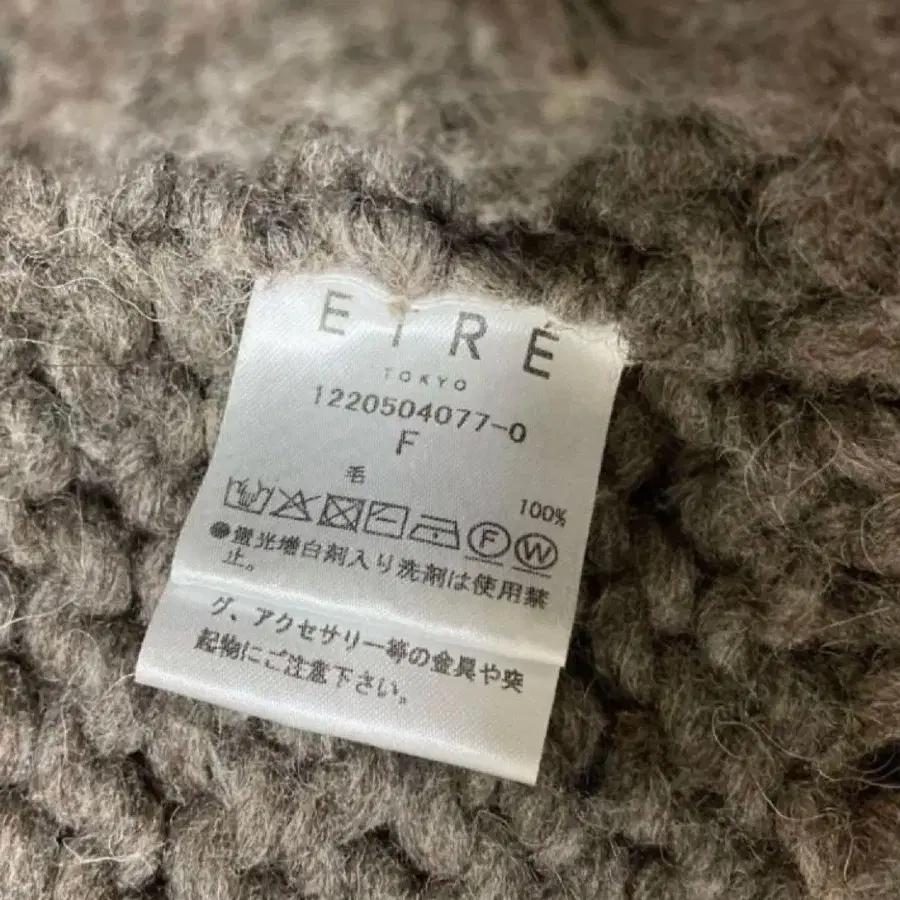 ETRÉ
TOKYO
1220504077-0
F
毛 100%
F W
●蛍光増白剤入り洗剤は使用禁
止。
グ、アクセサリー等の金具や突
起物にご注意下さい。